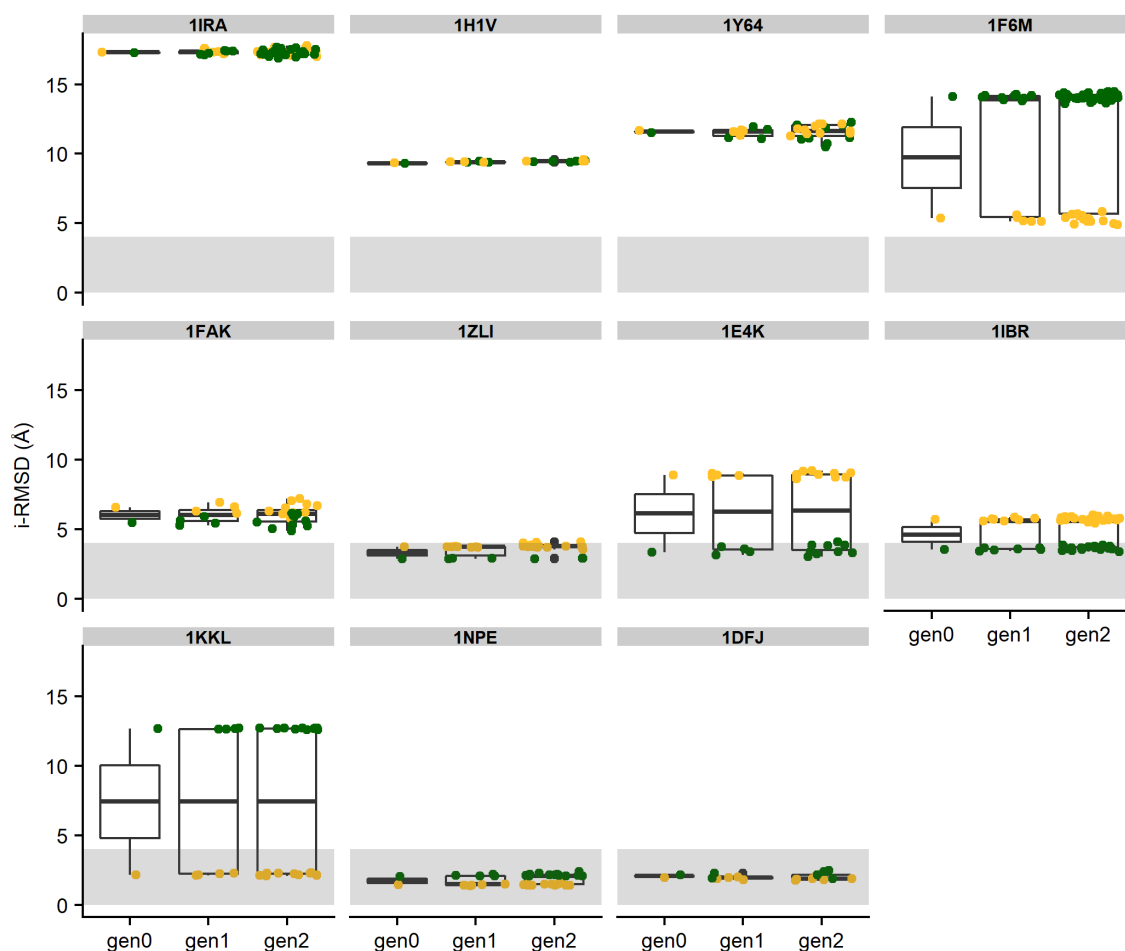 1IRA 1H1V 1Y64 1F6M
15
10
5
0
1FAK 1ZLI 1E4K 1IBR
15
10
5
0
i-RMSD (Å)
gen0 gen1 gen2
1KKL 1NPE 1DFJ
15
10
5
0
gen0 gen1 gen2 gen0 gen1 gen2 gen0 gen1 gen2